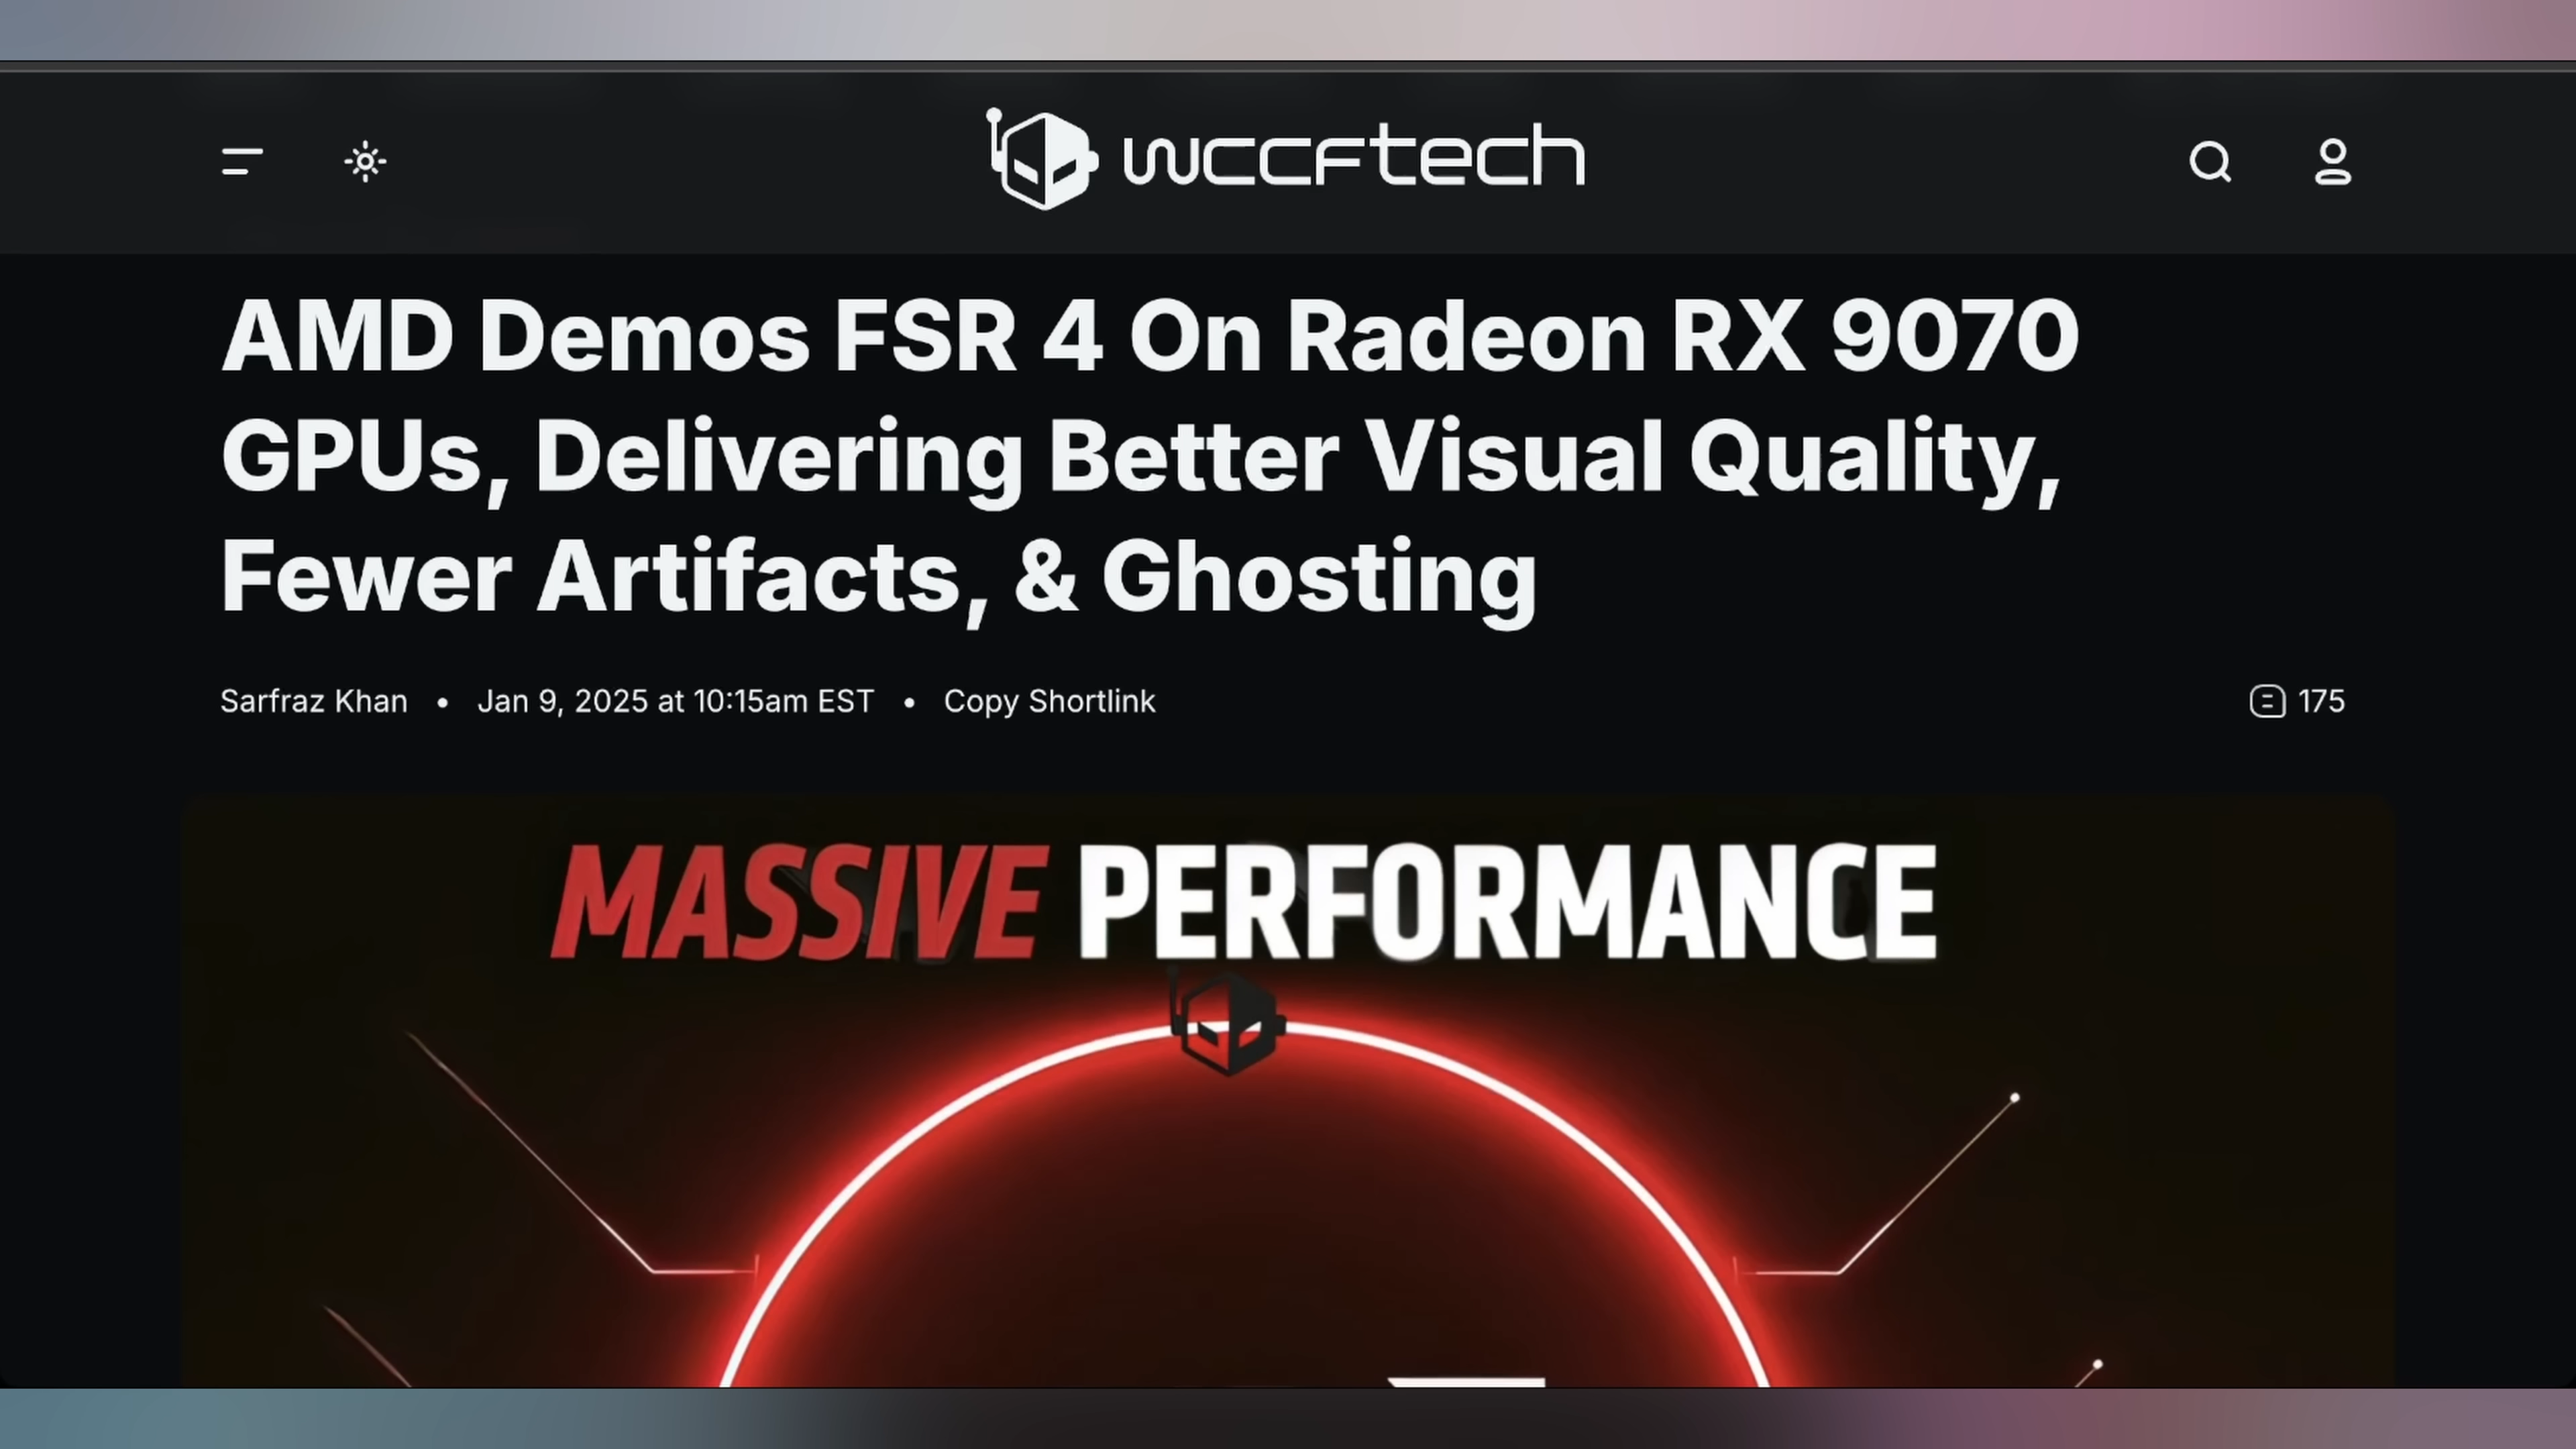 wccftech
AMD Demos FSR 4 On Radeon RX 9070
GPUs, Delivering Better Visual Quality,
Fewer Artifacts, & Ghosting
Sarfraz Khan • Jan 9, 2025 at 10:15am EST • Copy Shortlink
175
MASSIVE PERFORMANCE